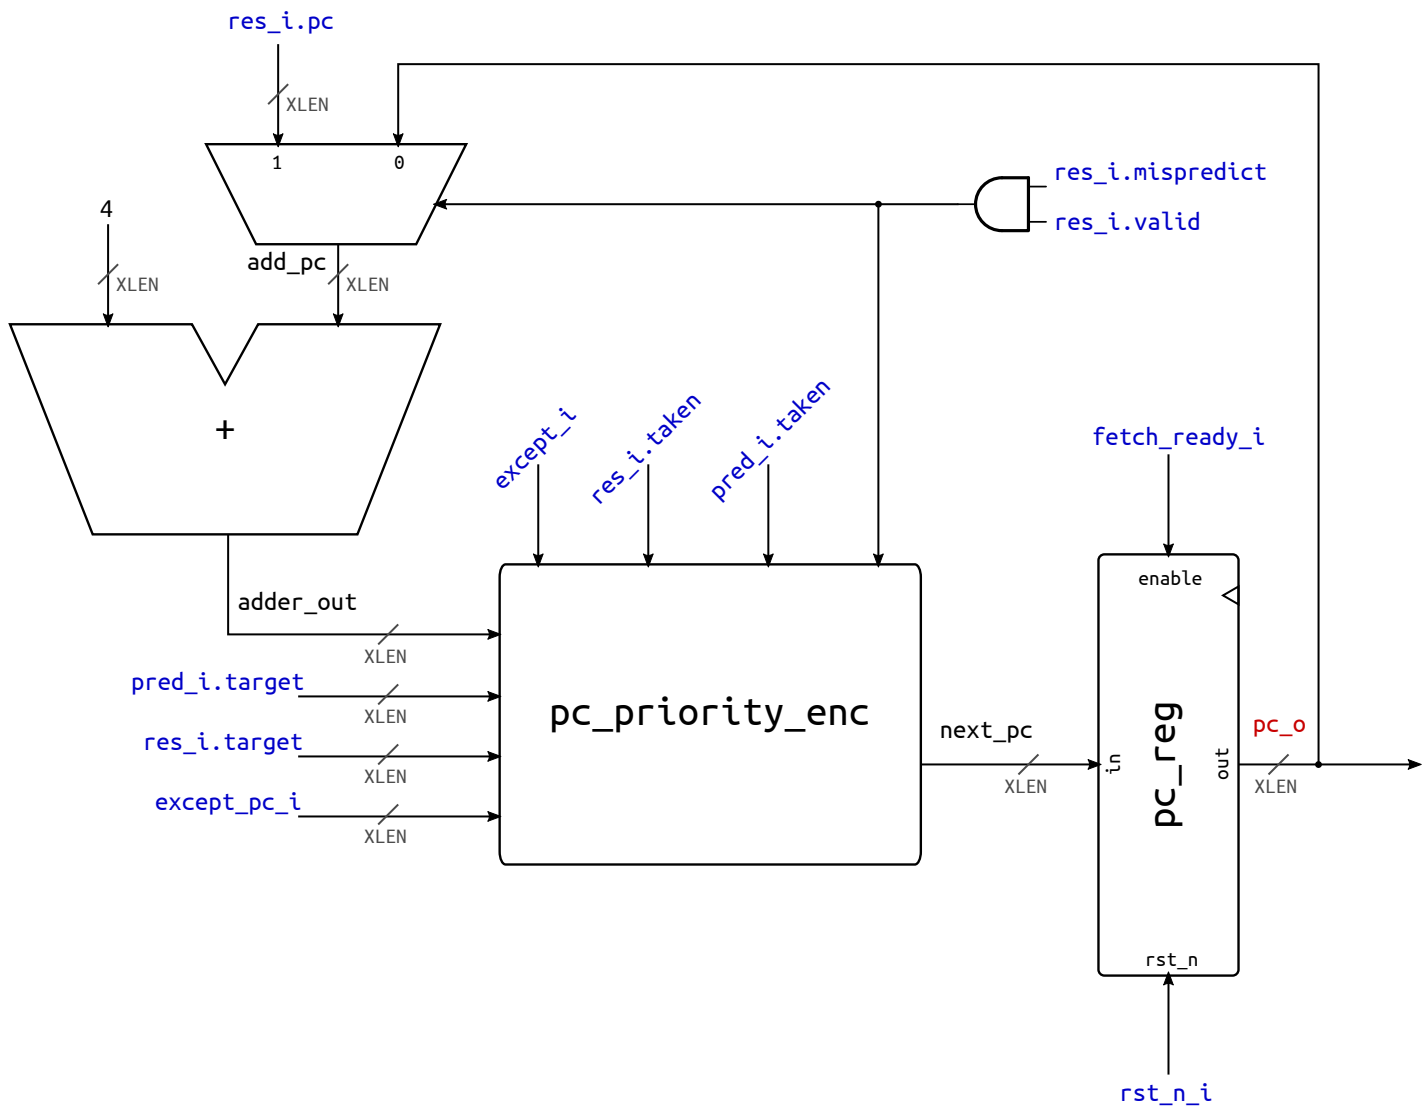 res_i.pc
XLEN
1
0
res_i.mispredict
res_i.valid
4
add_pc
XLEN
XLEN
+
except_i
res_i.taken
pred_i.taken
fetch_ready_i
enable
adder_out
XLEN
pred_i.target
XLEN
res_i.target
XLEN
except_pc_i
XLEN
pc_priority_enc
next_pc
XLEN
in
pc_reg
out
pc_o
XLEN
rst_n
rst_n_i